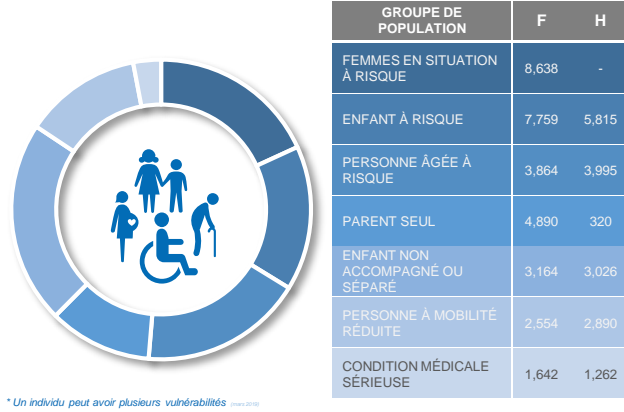 GROUPE DE
POPULATION
F
H
FEMMES EN SITUATION
À RISQUE
8,638
-
ENFANT À RISQUE
7,759
5,815
PERSONNE ÂGÉE À
RISQUE
3,864
3,995
PARENT SEUL
4,890
320
ENFANT NON
ACCOMPAGNÉ OU
SÉPARÉ
3,164
3,026
PERSONNE À MOBILITÉ
RÉDUITE
2,554
2,890
CONDITION MÉDICALE
SÉRIEUSE
1,642
1,262
* Un individu peut avoir plusieurs vulnérabilités